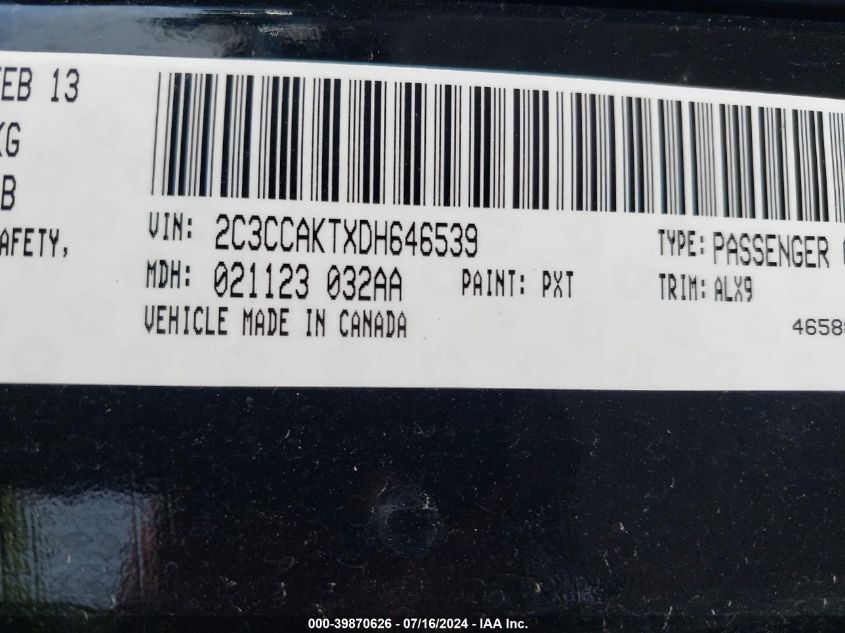 FEB 13
KG
B
AFETY,
VIN: 2C3CCAKTXDH646539
TYPE: PASSENGER
MDH: 021123 032AA
PAINT: PXT
TRIM: ALX9
VEHICLE MADE IN CANADA
4658
000-39870626 - 07/16/2024 - IAA Inc.